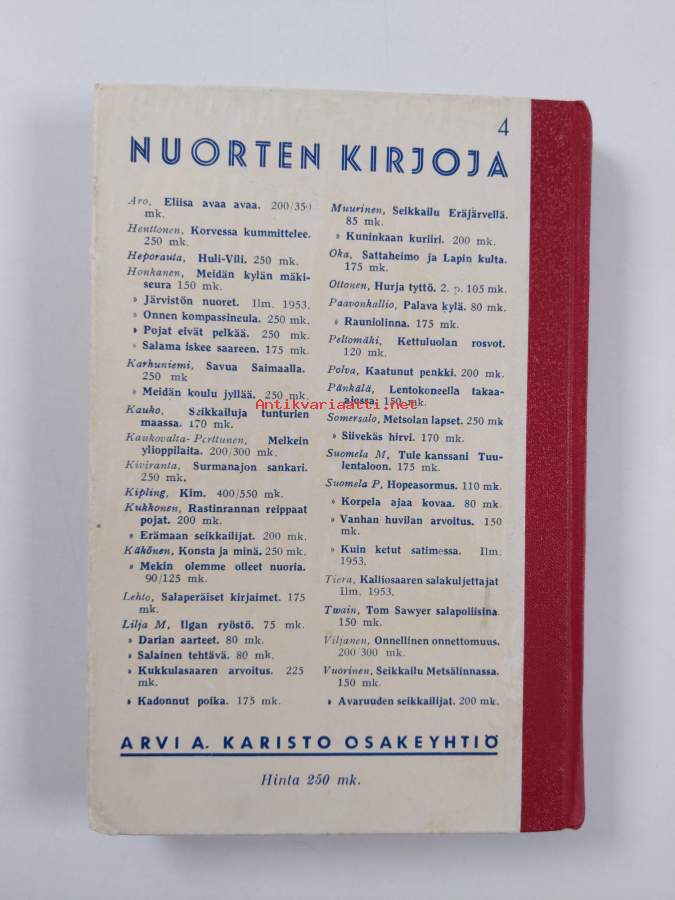 4
NUORTEN KIRJOJA
Aro, Eliisa avaa avaa. 200/350
mk.
Henttonen, Korvessa kummittelee.
250 mk.
Heporauta, Huli-Vili. 250 mk.
Honkanen, Meidän kylän mäki-
seura 150 mk.
» Järvistön nuoret. Ilm. 1953.
» Onnen kompassineula. 250 mk.
» Pojat eivät pelkää. 250 mk.
» Salama iskee saareen. 175 mk.
Karhuniemi, Savua Saimaalla.
250 mk
» Meidän koulu jyllää. 250 mk.
Kauko, Seikkailuja tunturien
maassa. 170 mk.
Kaukovalta-Perttunen, Melkein
ylioppilaita. 200/300 mk.
Kiviranta, Surmanajon sankari.
250 mk.
Kipling, Kim. 400/550 mk.
Kukkonen, Rastinrannan reippaat
pojat. 200 mk.
» Erämaan seikkailijat. 200 mk.
Käkönen, Konsta ja minä. 250 mk.
» Mekin olemme olleet nuoria.
90/125 mk.
Lehto, Salaperäiset kirjaimet. 175
mk.
Lilja M, Ilgan ryöstö. 75 mk.
» Darian aarteet. 80 mk.
» Salainen tehtävä. 80 mk.
» Kukkulasaaren arvoitus. 225
mk.
» Kadonnut poika. 175 mk.
Muurinen, Seikkailu Eräjärvellä.
85 mk.
» Kuninkaan kuriiri. 200 mk.
Oka, Sattaheimo ja Lapin kulta.
175 mk.
Ottonen, Hurja tyttö. 2. p. 105 mk.
Paavonkallio, Palava kylä. 80 mk.
» Rauniolinna. 175 mk.
Peltomäki, Kettuluolan rosvot.
120 mk.
Polva, Kaatunut penkki. 200 mk.
Pänkälä, Lentokoneella takaa-
ajossa. 150 mk.
Somersalo, Metsolan lapset. 250 mk
» Siivekäs hirvi. 170 mk.
Suomela M, Tule kanssani Tuu-
lentaloon. 175 mk.
Suomela P, Hopeasormus. 110 mk.
» Korpela ajaa kovaa. 80 mk.
» Vanhan huvilan arvoitus. 150
mk.
» Kuin ketut satimessa. Ilm.
1953.
Tiera, Kalliosaaren salakuljettajat
Ilm. 1953.
Twain, Tom Sawyer salapoliisina.
150 mk.
Viljanen, Onnellinen onnettomuus.
200 300 mk.
Vuorinen, Seikkailu Metsälinnassa.
150 mk.
» Avaruuden seikkailijat. 200 mk.
Antikvariaatti.net
ARVI A. KARISTO OSAKEYHTIÖ
Hinta 250 mk.